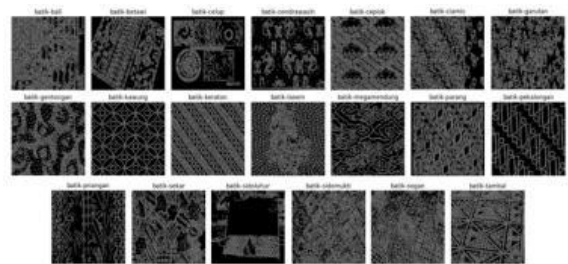 batik-bali batik-betawi batik-celup batik-cendrawasih batik-ceplok batik-ciamis batik-garutan
batik-gentongan batik-kawung batik-keraton batik-lasem batik-megamendung batik-parang batik-pekalongan
batik-priangan batik-sekar batik-sidoluhur batik-sidomukti batik-sogan batik-tambal